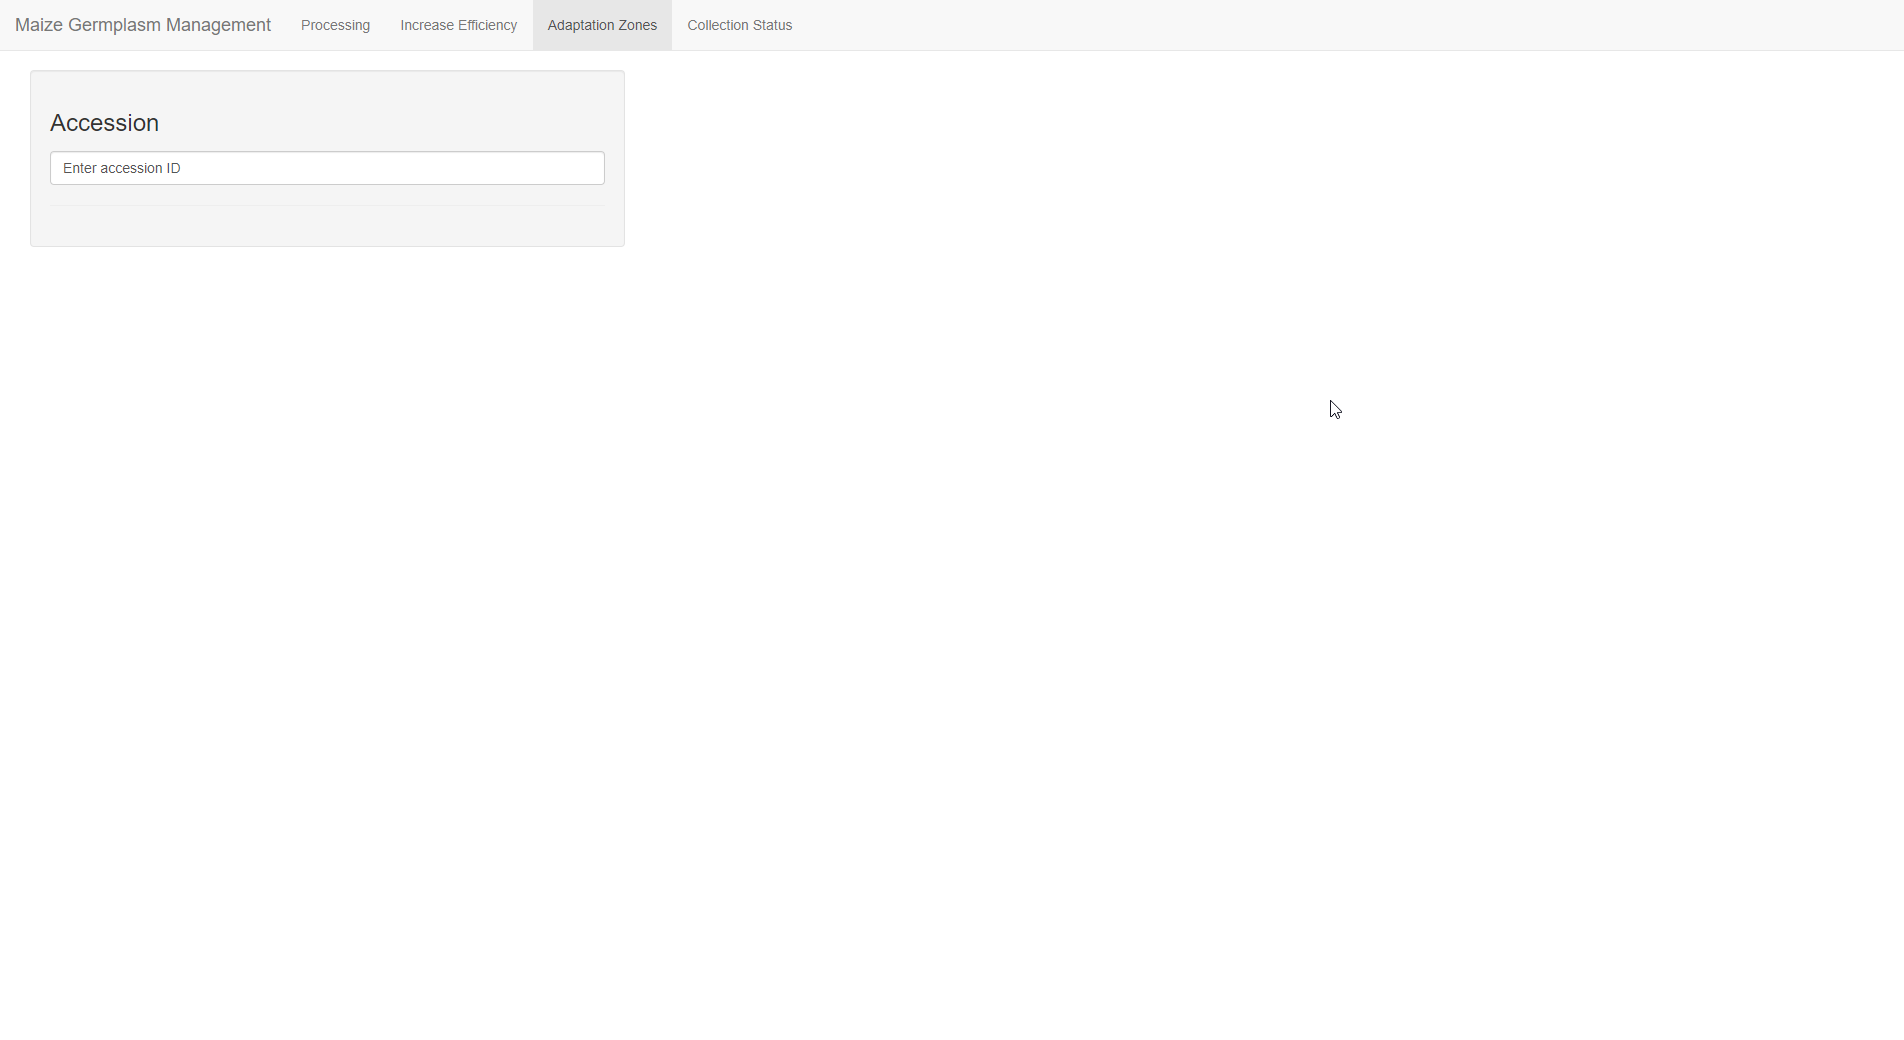 Maize Germplasm Management Processing Increase Efficiency Adaptation Zones Collection Status
Accession
Enter accession ID